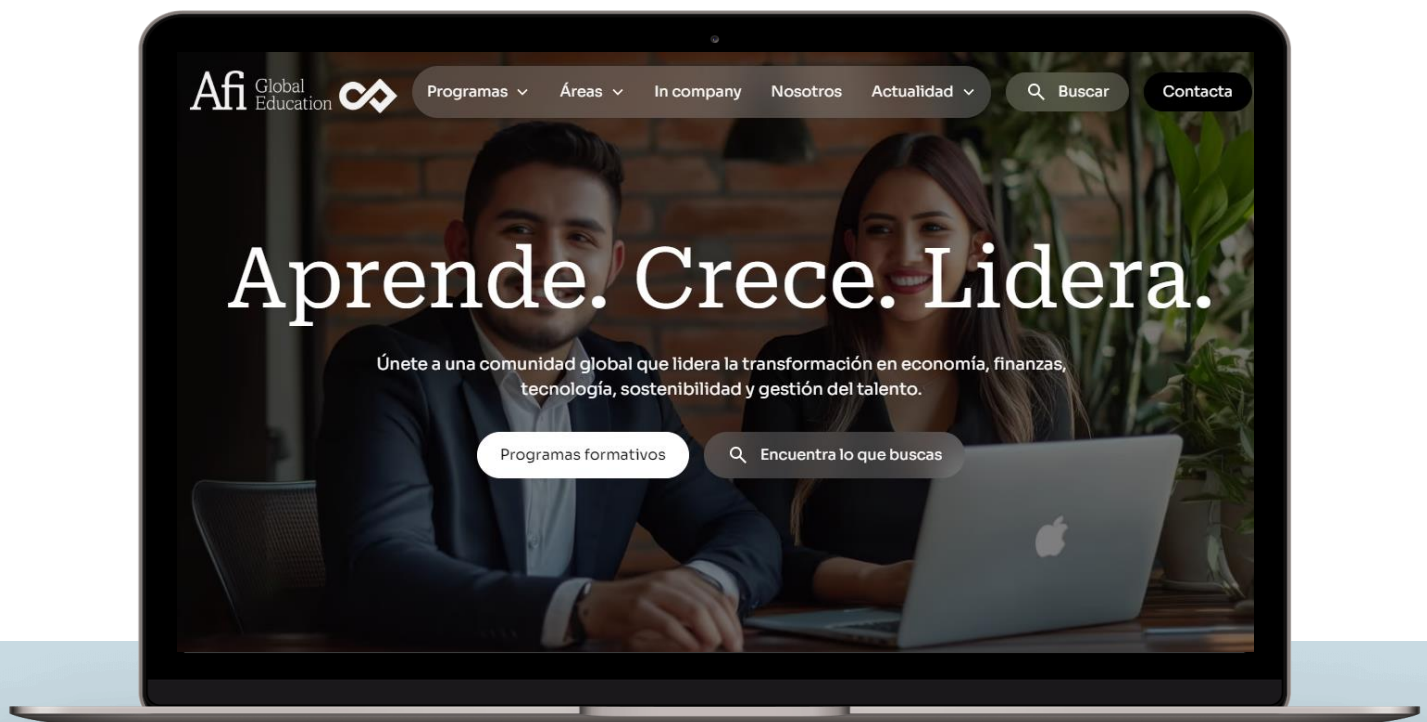 Afi Global
Education
Programas
Áreas
In company
Nosotros
Actualidad
Buscar
Contacta
Aprende. Crece. Lidera.
Únete a una comunidad global que lidera la transformación en economía, finanzas,
tecnología, sostenibilidad y gestión del talento.
Programas formativos
Encuentra lo que buscas